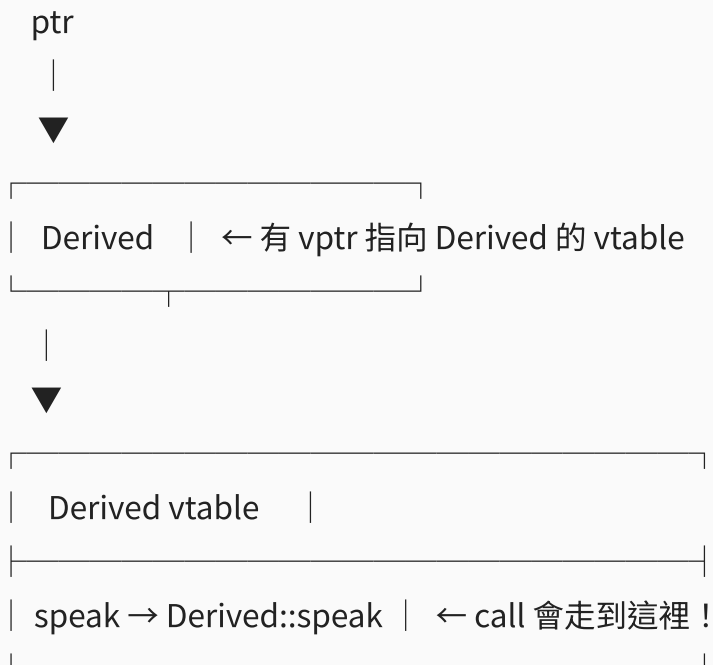 ptr
│
▼
┌─────────────┐
│ Derived │ ← 有 vptr 指向 Derived 的 vtable
└─────┬────────┘
│
▼
┌──────────────────────┐
│ Derived vtable │
├──────────────────────┤
│ speak → Derived::speak │ ← call 會走到這裡！